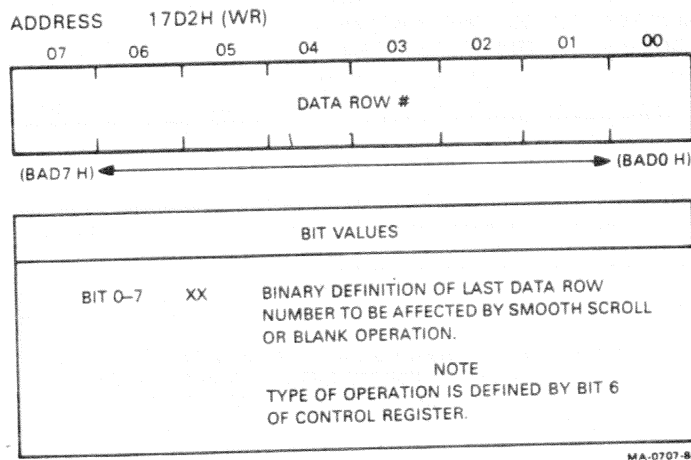 ADDRESS 17D2H (WR)
07 06 05 04 03 02 01 00
DATA ROW #
(BAD7 H) (BAD0 H)
BIT VALUES
BIT 0–7 XX BINARY DEFINITION OF LAST DATA ROW
NUMBER TO BE AFFECTED BY SMOOTH SCROLL
OR BLANK OPERATION.
NOTE
TYPE OF OPERATION IS DEFINED BY BIT 6
OF CONTROL REGISTER.
MA-0707-8